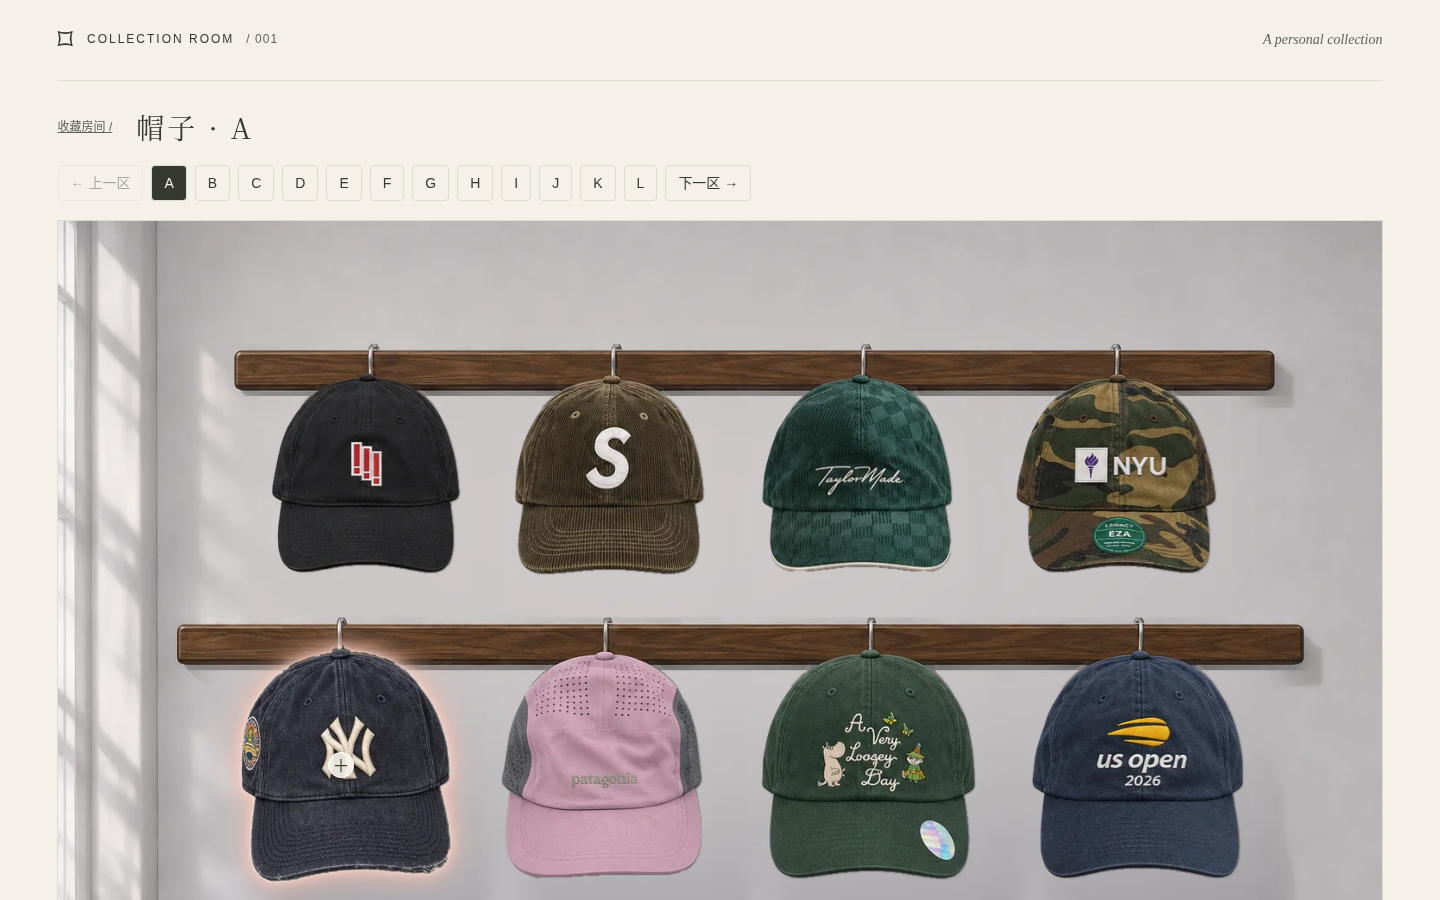 COLLECTION ROOM / 001
A personal collection
收藏房间 /
帽子 · A
← 上一区 A B C D E F G H I J K L 下一区 →
S
TaylorMade
NYU
LEGACY
EZA
NY
patagonia
A
Very
Loogey
Day
us open
2026